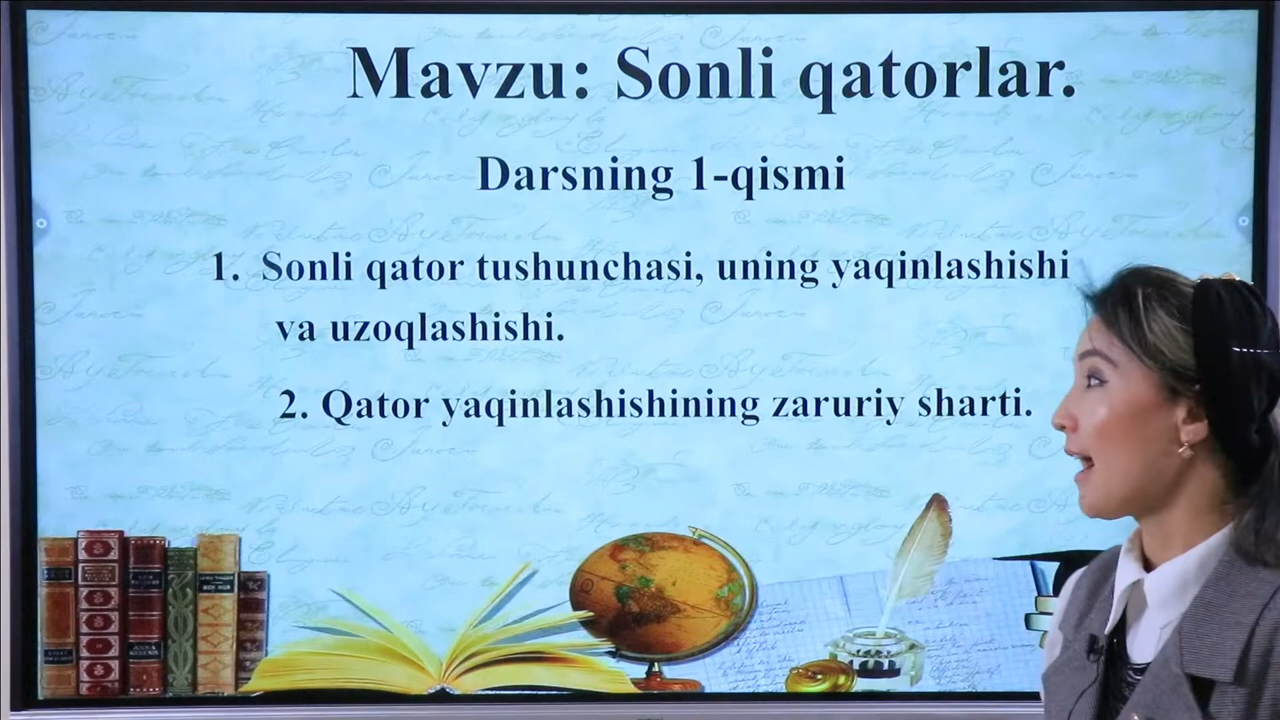 Mavzu: Sonli qatorlar.
Darsning 1-qismi
1. Sonli qator tushunchasi, uning yaqinlashishi
va uzoqlashishi.
2. Qator yaqinlashishining zaruriy sharti.